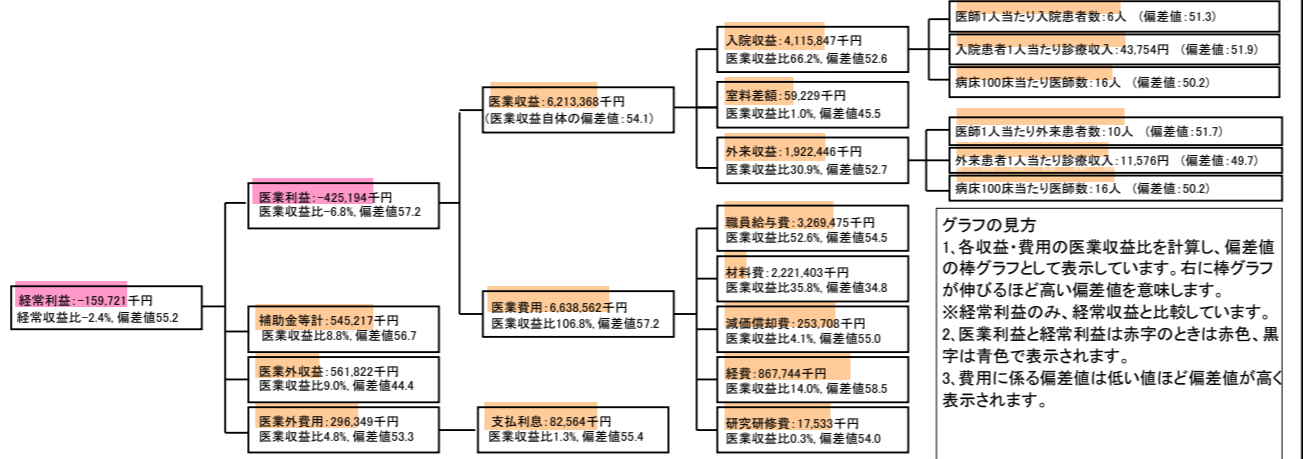 経常利益:-159,721千円
経常収益比-2.4%, 偏差値55.2
医業利益:-425,194千円
医業収益比-6.8%, 偏差値57.2
補助金等計:545,217千円
医業収益比8.8%, 偏差値56.7
医業外収益:561,822千円
医業収益比9.0%, 偏差値44.4
医業外費用:296,349千円
医業収益比4.8%, 偏差値53.3
医業収益:6,213,368千円
(医業収益自体の偏差値:54.1)
医業費用:6,638,562千円
医業収益比106.8%, 偏差値57.2
支払利息:82,564千円
医業収益比1.3%, 偏差値55.4
入院収益:4,115,847千円
医業収益比66.2%, 偏差値52.6
室料差額:59,229千円
医業収益比1.0%, 偏差値45.5
外来収益:1,922,446千円
医業収益比30.9%, 偏差値52.7
職員給与費:3,269,475千円
医業収益比52.6%, 偏差値54.5
材料費:2,221,403千円
医業収益比35.8%, 偏差値34.8
減価償却費:253,708千円
医業収益比4.1%, 偏差値55.0
経費:867,744千円
医業収益比14.0%, 偏差値58.5
研究研修費:17,533千円
医業収益比0.3%, 偏差値54.0
医師1人当たり入院患者数:6人 (偏差値:51.3)
入院患者1人当たり診療収入:43,754円 (偏差値:51.9)
病床100床当たり医師数:16人 (偏差値:50.2)
医師1人当たり外来患者数:10人 (偏差値:51.7)
外来患者1人当たり診療収入:11,576円 (偏差値:49.7)
病床100床当たり医師数:16人 (偏差値:50.2)
グラフの見方
1、各収益・費用の医業収益比を計算し、偏差値
の棒グラフとして表示しています。右に棒グラフ
が伸びるほど高い偏差値を意味します。
※経常利益のみ、経常収益と比較しています。
2、医業利益と経常利益は赤字のときは赤色、黒
字は青色で表示されます。
3、費用に係る偏差値は低い値ほど偏差値が高く
表示されます。